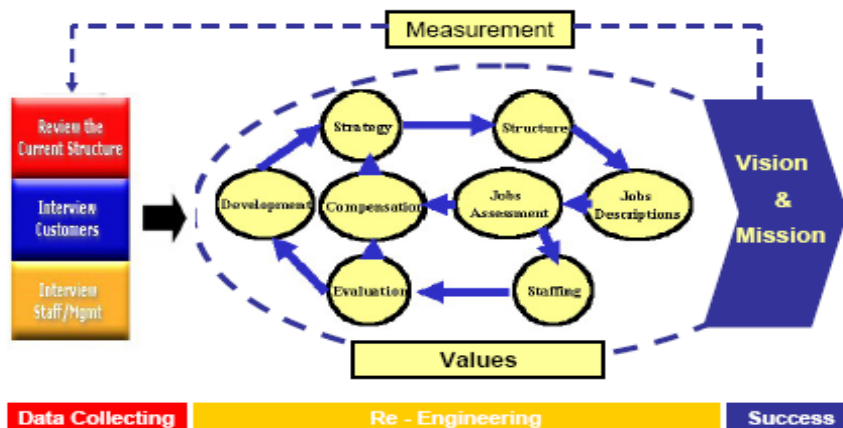 Measurement
Review the
Current Structure
Interview
Customers
Interview
Staff/Mgmt
Strategy
Structure
Development
Compensation
Jobs
Assessment
Jobs
Descriptions
Evaluation
Staffing
Values
Vision
&
Mission
Data Collecting
Re - Engineering
Success